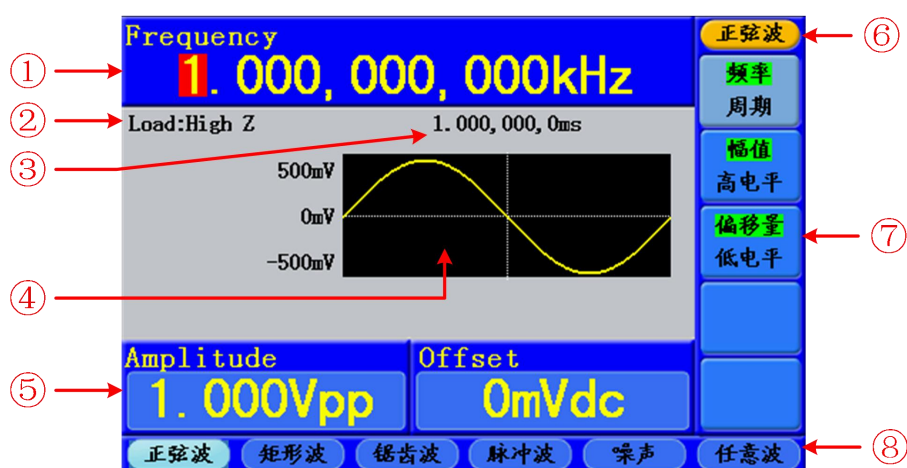 Frequency
1.000,000,000kHz
Load:High Z
1.000,000,0ms
500mV
0mV
-500mV
Amplitude
1.000Vpp
Offset
0mVdc
正弦波
矩形波
锯齿波
脉冲波
噪声
任意波
正弦波
频率
周期
幅值
高电平
偏移量
低电平
①
②
③
④
⑤
⑥
⑦
⑧